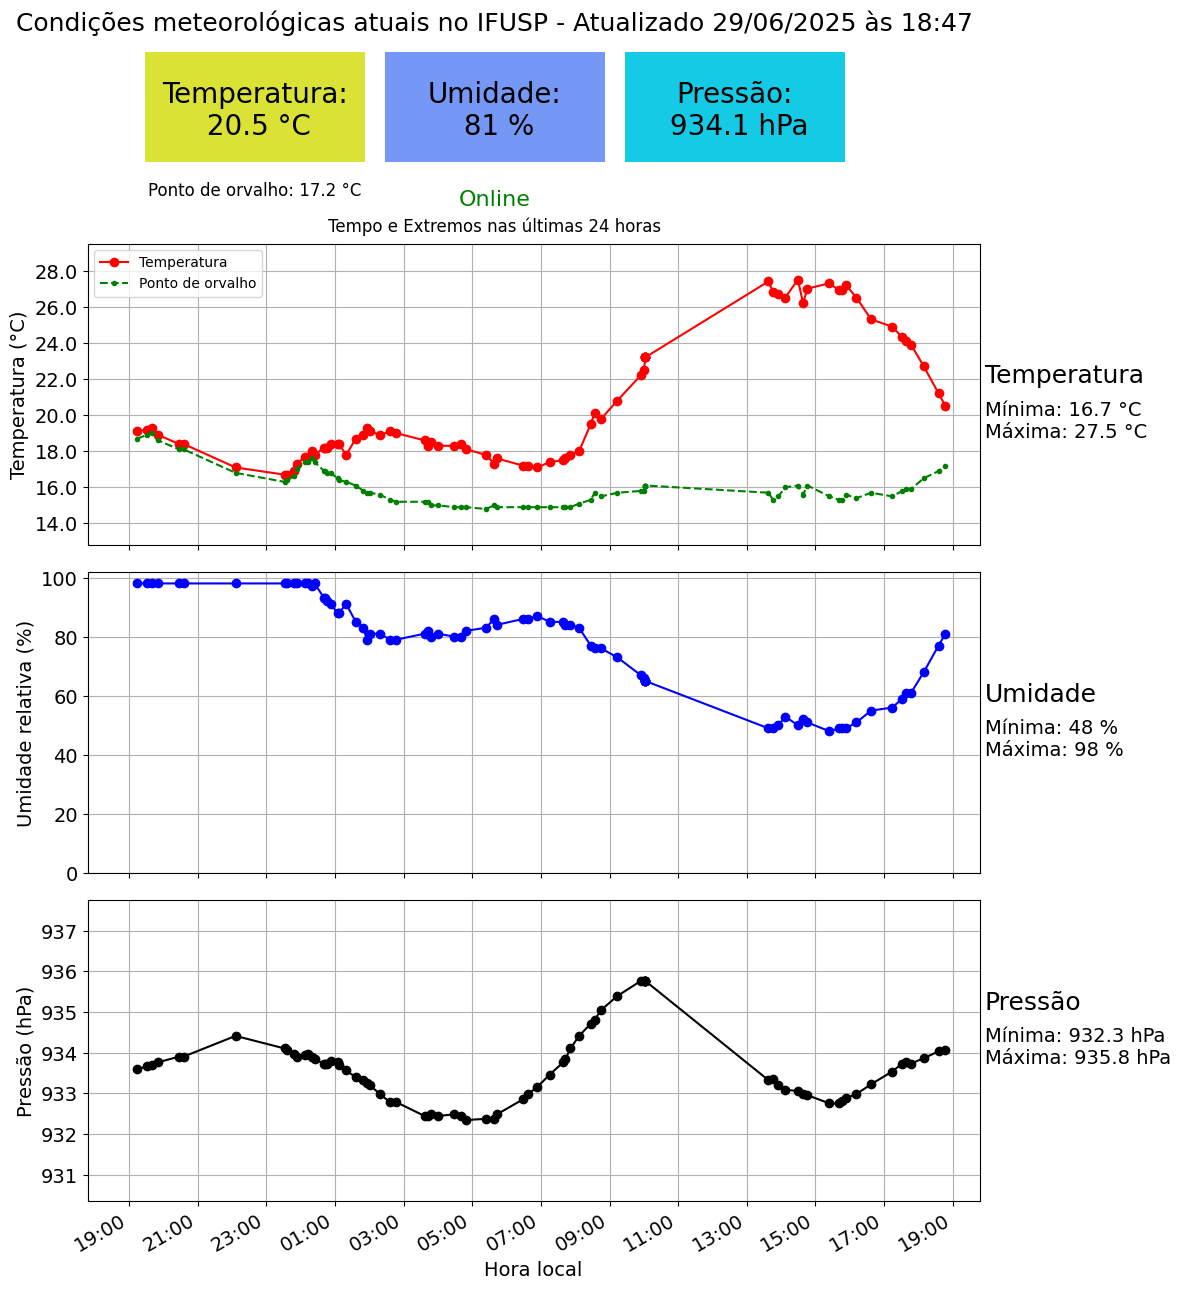 Condições meteorológicas atuais no IFUSP - Atualizado 29/06/2025 às 18:47
Temperatura:
20.5 °C
Umidade:
81 %
Pressão:
934.1 hPa
Ponto de orvalho: 17.2 °C
Online
Tempo e Extremos nas últimas 24 horas
Temperatura
Ponto de orvalho
Temperatura (°C)
28.0
26.0
24.0
22.0
20.0
18.0
16.0
14.0
Temperatura
Mínima: 16.7 °C
Máxima: 27.5 °C
Umidade relativa (%)
100
80
60
40
20
0
Umidade
Mínima: 48 %
Máxima: 98 %
Pressão (hPa)
937
936
935
934
933
932
931
Pressão
Mínima: 932.3 hPa
Máxima: 935.8 hPa
19:00
21:00
23:00
01:00
03:00
05:00
07:00
09:00
11:00
13:00
15:00
17:00
19:00
Hora local